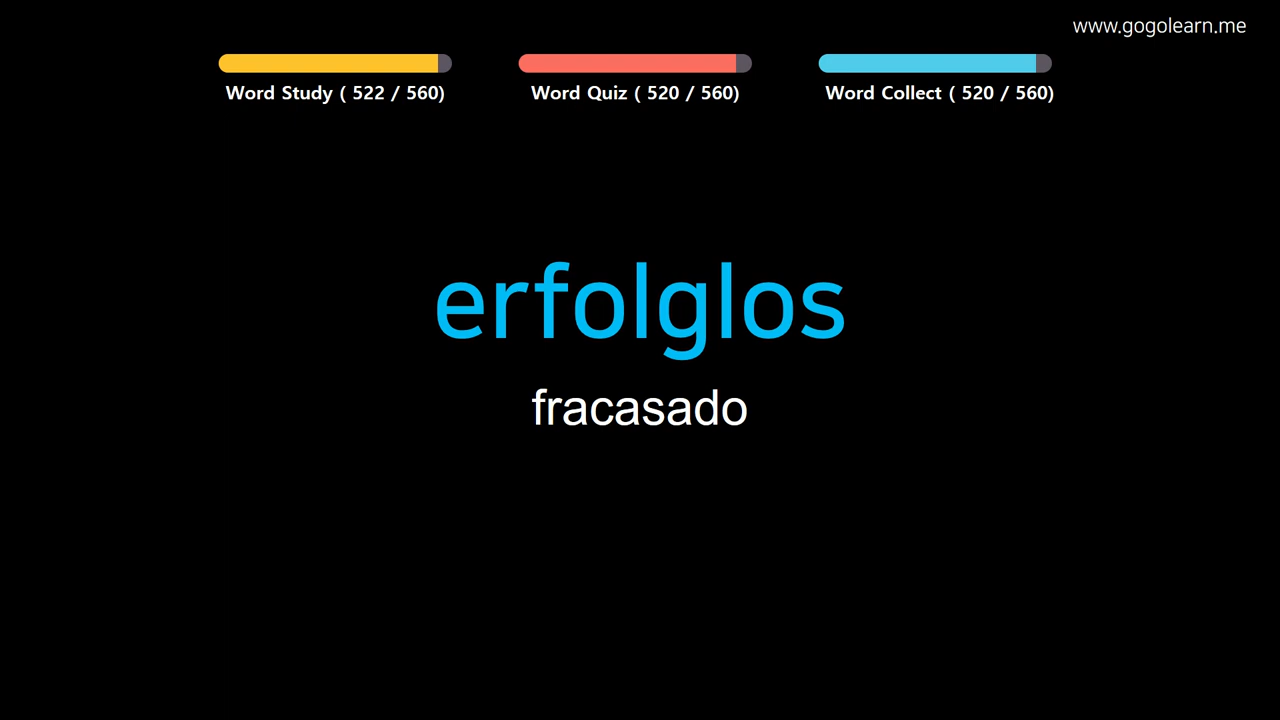 www.gogolearn.me
Word Study ( 522 / 560)
Word Quiz ( 520 / 560)
Word Collect ( 520 / 560)
erfolglos
fracasado